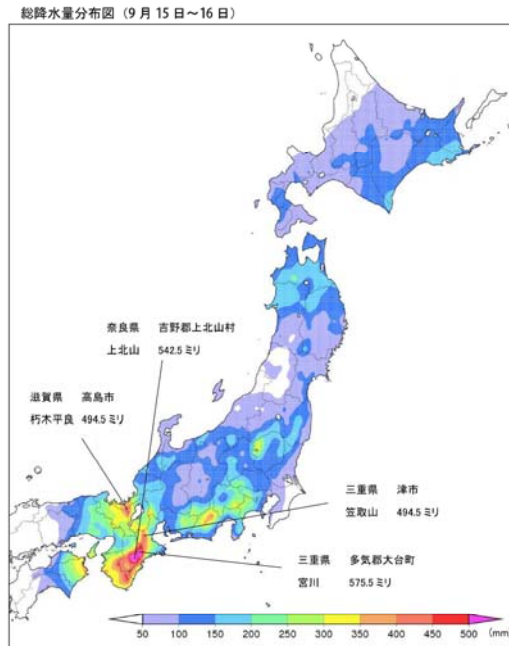 総降水量分布図（9月15日～16日）
奈良県 吉野郡上北山村
上北山 542.5ミリ
滋賀県 高島市
朽木平良 494.5ミリ
三重県 津市
笠取山 494.5ミリ
三重県 多気郡大台町
宮川 575.5ミリ
50 100 150 200 250 300 350 400 450 500 (mm)